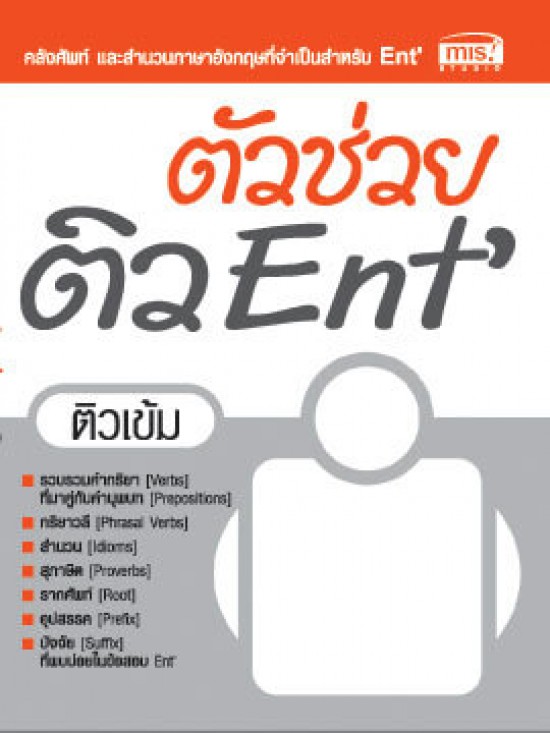 คลังศัพท์ และสำนวนภาษาอังกฤษที่จำเป็นสำหรับ Ent'
mis
STUDIO
ตัวช่วย
ติว Ent'
ติวเข้ม
รวบรวมคำกริยา [Verbs]
ที่มาคู่กับคำบุพบท [Prepositions]
กริยาวลี [Phrasal Verbs]
สำนวน [Idioms]
สุภาษิต [Proverbs]
รากศัพท์ [Root]
อุปสรรค [Prefix]
ปัจจัย [Suffix]
ที่พบบ่อยในข้อสอบ Ent'